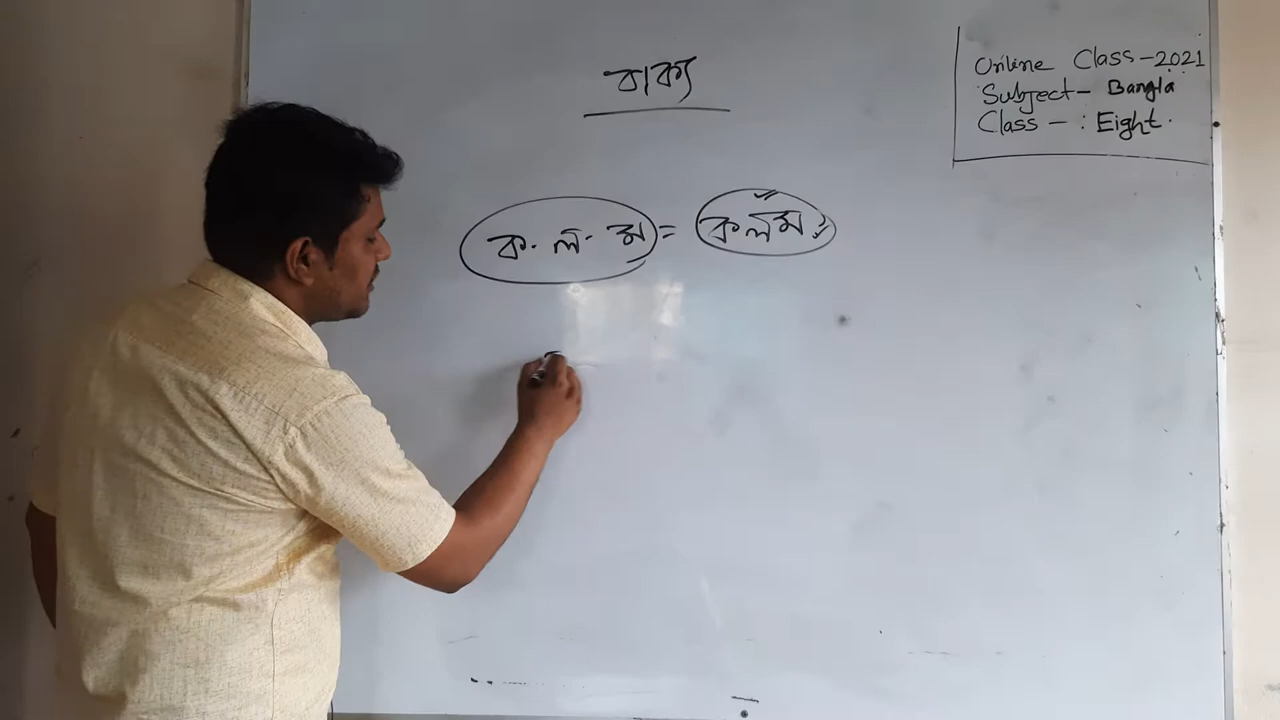 বাক্য
Online Class-2021
Subject- Bangla
Class - : Eight.
ক. ল. ম = কলম